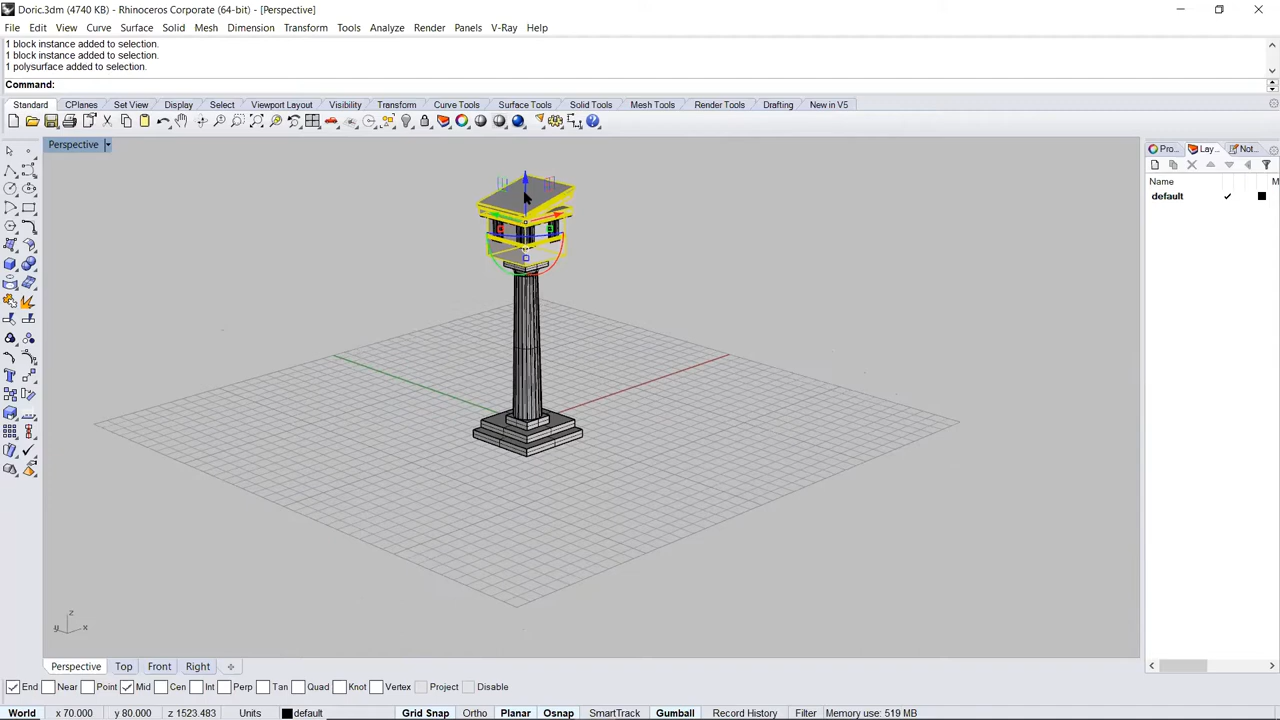 Doric.3dm (4740 KB) - Rhinoceros Corporate (64-bit) - [Perspective]
File Edit View Curve Surface Solid Mesh Dimension Transform Tools Analyze Render Panels V-Ray Help
1 block instance added to selection.
1 block instance added to selection.
1 polysurface added to selection.
Command:
Standard CPlanes Set View Display Select Viewport Layout Visibility Transform Curve Tools Surface Tools Solid Tools Mesh Tools Render Tools Drafting New in V5
Perspective
Pro... Lay... Not...
Name M
default
z
y x
Perspective Top Front Right
End Near Point Mid Cen Int Perp Tan Quad Knot Vertex Project Disable
World x 70.000 y 80.000 z 1523.483 Units default Grid Snap Ortho Planar Osnap SmartTrack Gumball Record History Filter Memory use: 519 MB